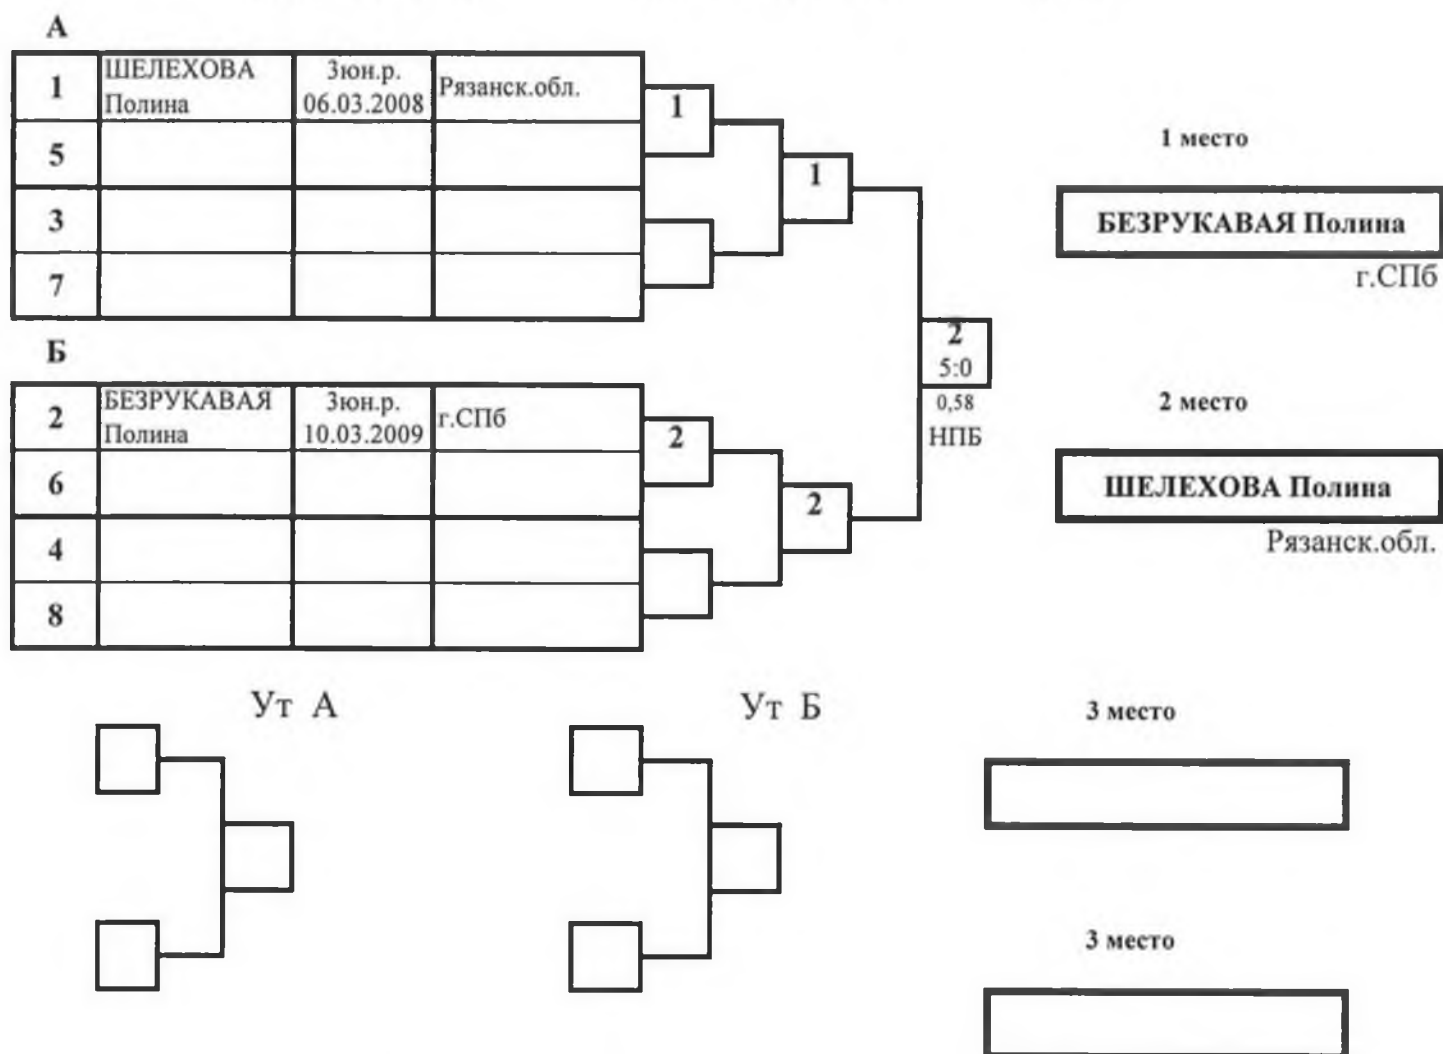 А
1 ШЕЛЕХОВА Полина 3юн.р. 06.03.2008 Рязанск.обл.
5
3
7
1
1
Б
2 БЕЗРУКАВАЯ Полина 3юн.р. 10.03.2009 г.СПб
6
4
8
2
2
2
5:0
0,58
НПБ
1 место
БЕЗРУКАВАЯ Полина
г.СПб
2 место
ШЕЛЕХОВА Полина
Рязанск.обл.
Ут А
Ут Б
3 место
3 место